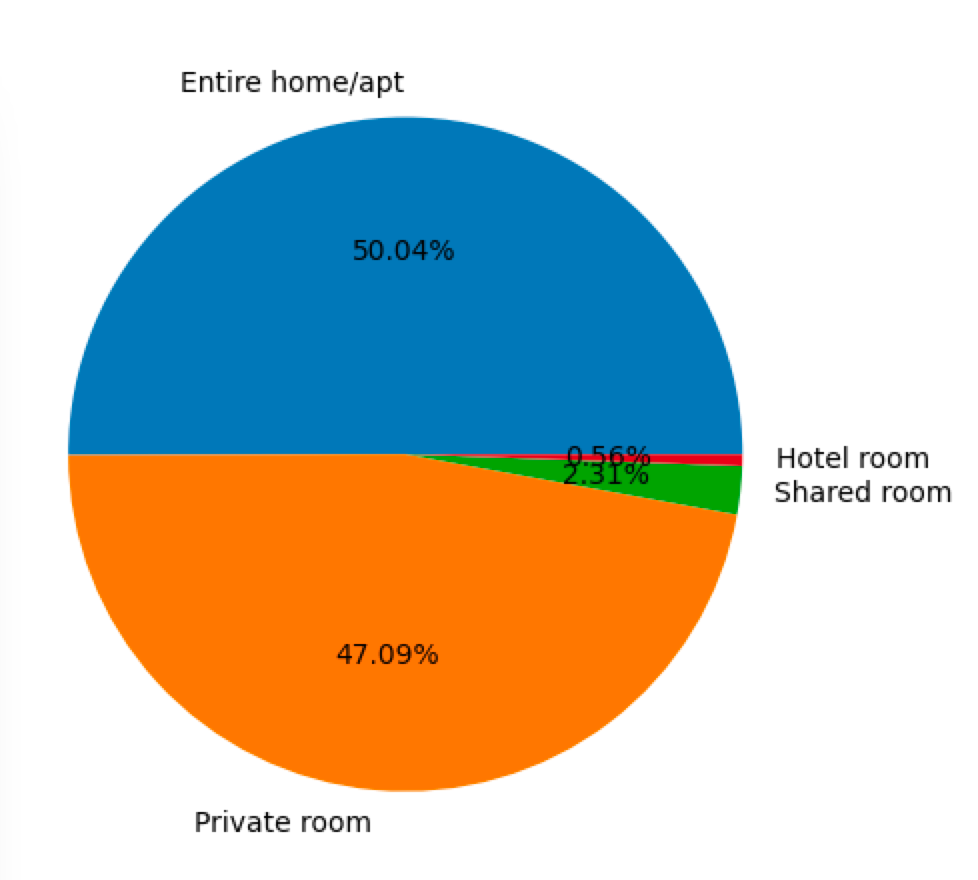 Entire home/apt
50.04%
0.56%
Hotel room
2.31%
Shared room
47.09%
Private room